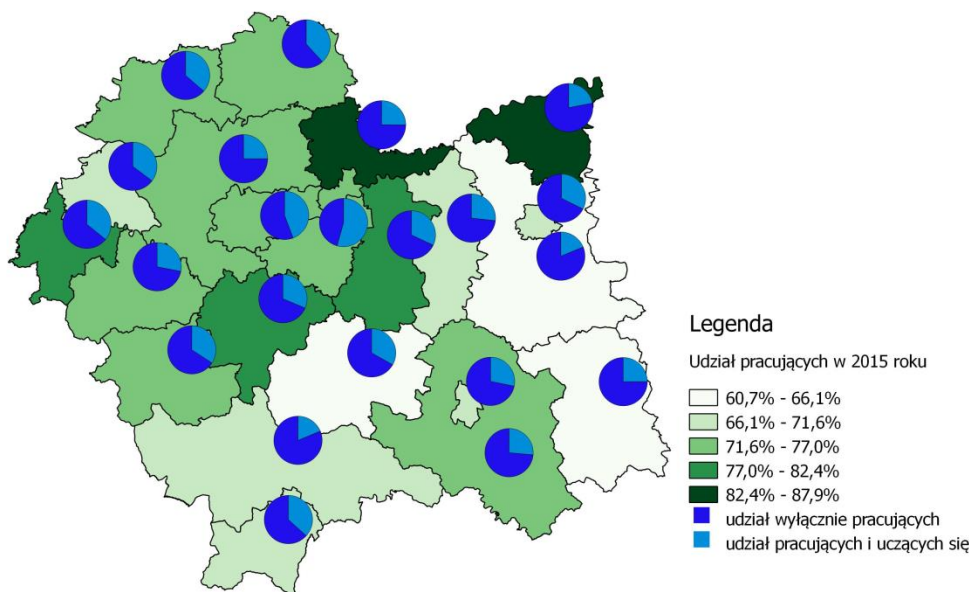 Legenda
Udział pracujących w 2015 roku
60,7% - 66,1%
66,1% - 71,6%
71,6% - 77,0%
77,0% - 82,4%
82,4% - 87,9%
udział wyłącznie pracujących
udział pracujących i uczących się